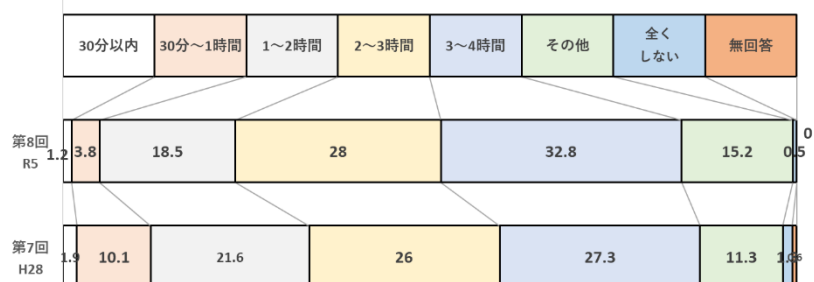 30分以内 30分～1時間 1～2時間 2～3時間 3～4時間 その他 全く
しない 無回答
第8回
R5
1.2 3.8 18.5 28 32.8 15.2 0.5 0
第7回
H28
1.9 10.1 21.6 26 27.3 11.3